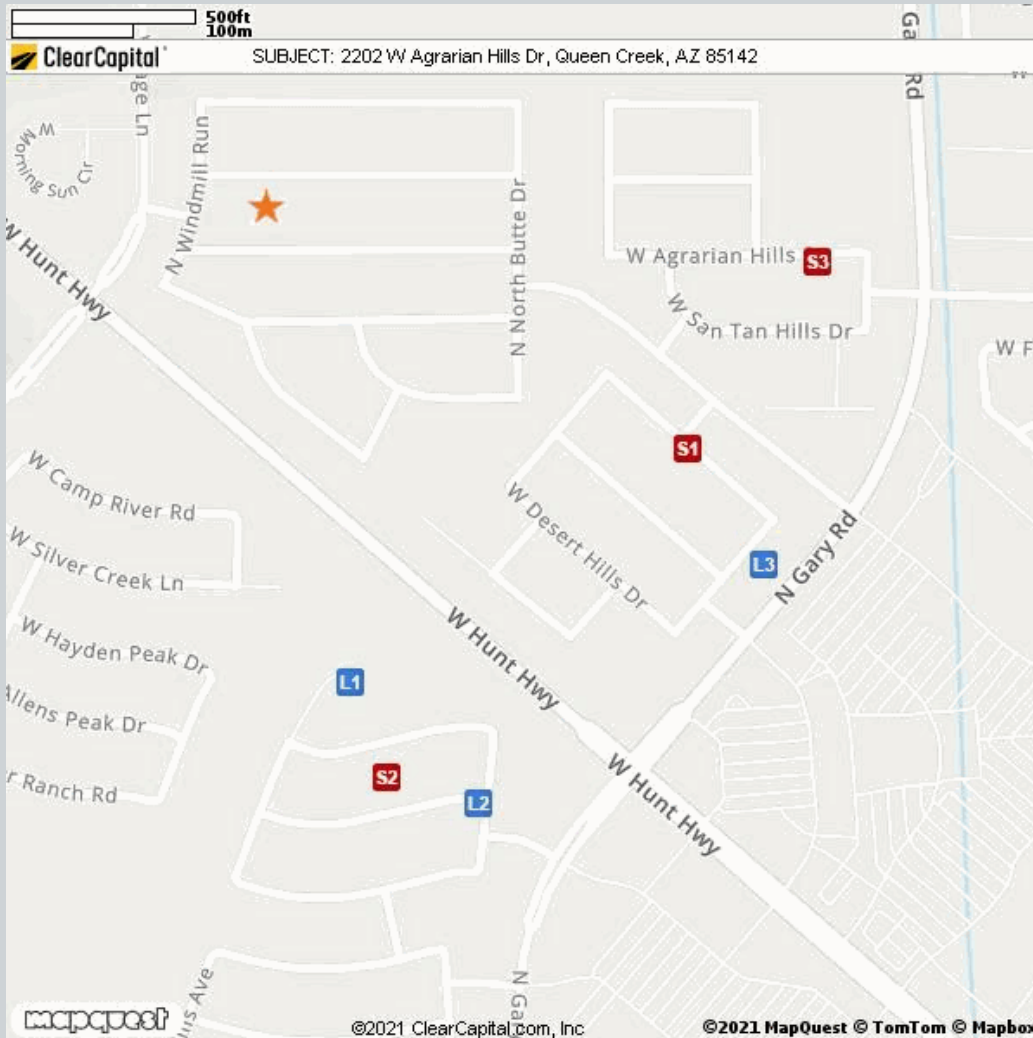 500ft
100m
ClearCapital
SUBJECT: 2202 W Agrarian Hills Dr, Queen Creek, AZ 85142
Rd
W Morning Sun Cir
N Windmill Run
N North Butte Dr
W Agrarian Hills
S3
W San Tan Hills Dr
W Hunt Hwy
S1
W Camp River Rd
W Desert Hills Dr
W Silver Creek Ln
L3
N Gary Rd
W Hayden Peak Dr
W Hunt Hwy
L1
Allens Peak Dr
S2
W Hunt Hwy
Ranch Rd
L2
Ave
mapquest
©2021 ClearCapital.com, Inc
©2021 MapQuest © TomTom © Mapbox